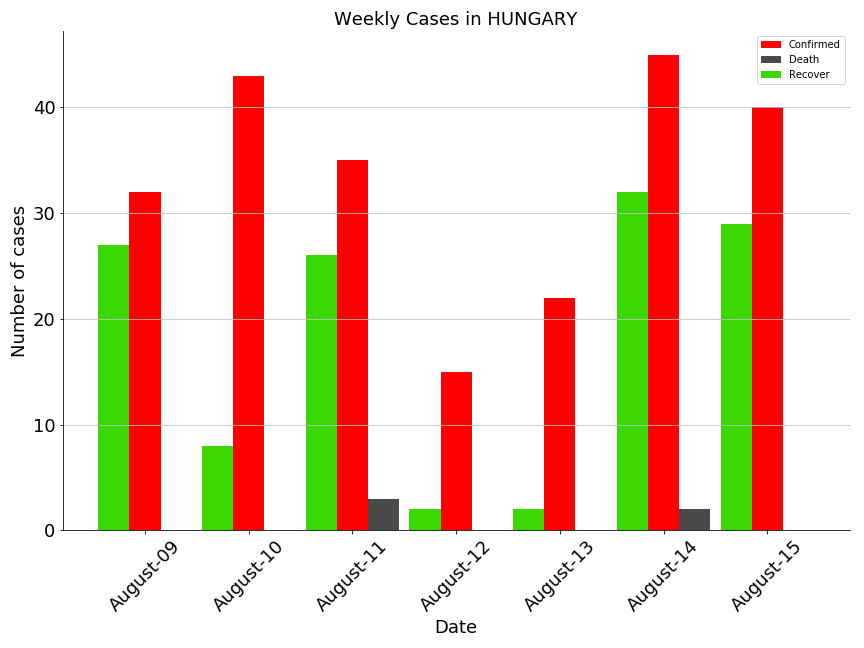 Weekly Cases in HUNGARY
Confirmed
Death
Recover
Number of cases
40
30
20
10
0
August-09
August-10
August-11
August-12
August-13
August-14
August-15
Date